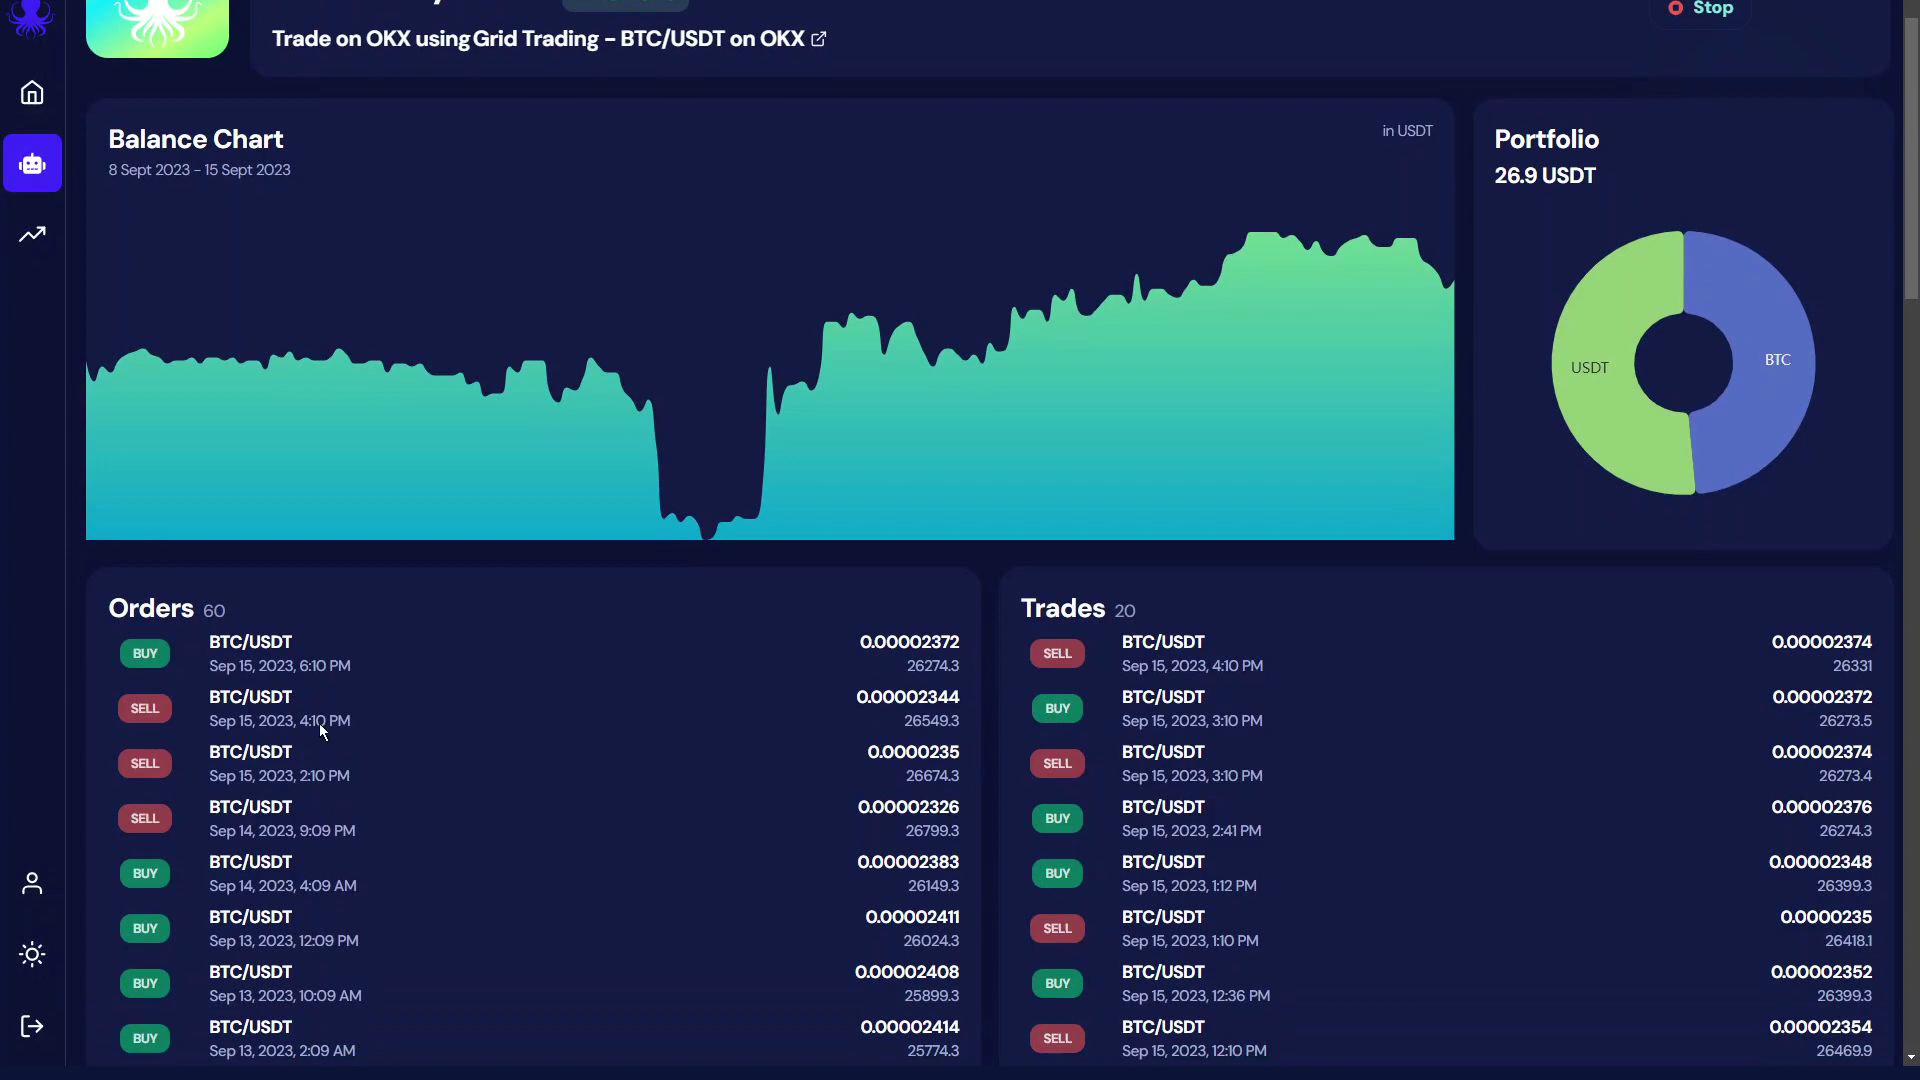 Stop
Trade on OKX using Grid Trading - BTC/USDT on OKX
Balance Chart
in USDT
8 Sept 2023 - 15 Sept 2023
Portfolio
26.9 USDT
USDT
BTC
Orders 60
BUY BTC/USDT 0.00002372
Sep 15, 2023, 6:10 PM 26274.3
SELL BTC/USDT 0.00002344
Sep 15, 2023, 4:10 PM 26549.3
SELL BTC/USDT 0.0000235
Sep 15, 2023, 2:10 PM 26674.3
SELL BTC/USDT 0.00002326
Sep 14, 2023, 9:09 PM 26799.3
BUY BTC/USDT 0.00002383
Sep 14, 2023, 4:09 AM 26149.3
BUY BTC/USDT 0.00002411
Sep 13, 2023, 12:09 PM 26024.3
BUY BTC/USDT 0.00002408
Sep 13, 2023, 10:09 AM 25899.3
BUY BTC/USDT 0.00002414
Sep 13, 2023, 2:09 AM 25774.3
Trades 20
SELL BTC/USDT 0.00002374
Sep 15, 2023, 4:10 PM 26331
BUY BTC/USDT 0.00002372
Sep 15, 2023, 3:10 PM 26273.5
SELL BTC/USDT 0.00002374
Sep 15, 2023, 3:10 PM 26273.4
BUY BTC/USDT 0.00002376
Sep 15, 2023, 2:41 PM 26274.3
BUY BTC/USDT 0.00002348
Sep 15, 2023, 1:12 PM 26399.3
SELL BTC/USDT 0.0000235
Sep 15, 2023, 1:10 PM 26418.1
BUY BTC/USDT 0.00002352
Sep 15, 2023, 12:36 PM 26399.3
SELL BTC/USDT 0.00002354
Sep 15, 2023, 12:10 PM 26469.9